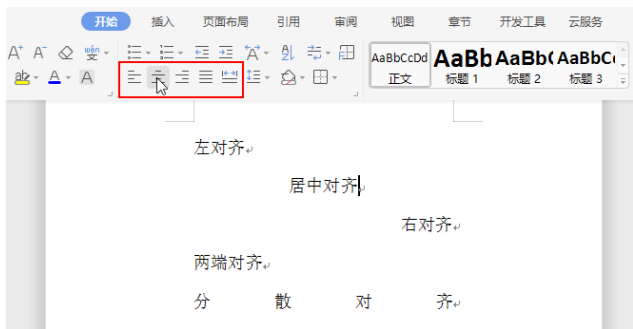 开始 插入 页面布局 引用 审阅 视图 章节 开发工具 云服务
A⁺ A⁻ wén A A↓
ab A A AaBbCcDd AaBb AaBb( AaBbC
正文 标题 1 标题 2 标题 3
左对齐
居中对齐
右对齐
两端对齐
分 散 对 齐